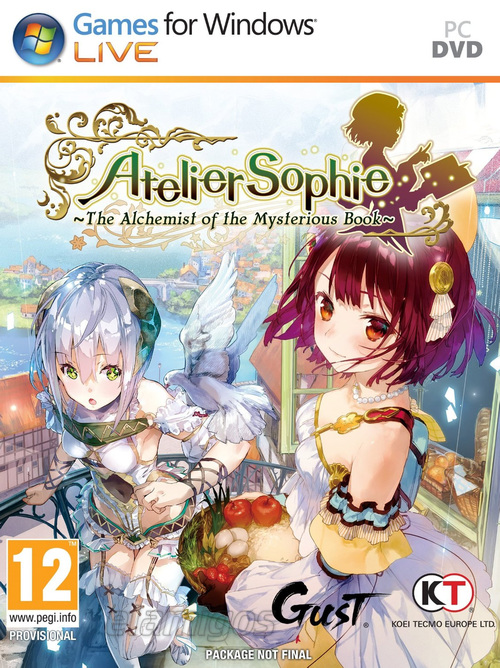 Games for Windows
LIVE
PC
DVD
Atelier Sophie
~The Alchemist of the Mysterious Book~
12
www.pegi.info
PROVISIONAL
GUST
KT
KOEI TECMO EUROPE LTD.
PACKAGE NOT FINAL